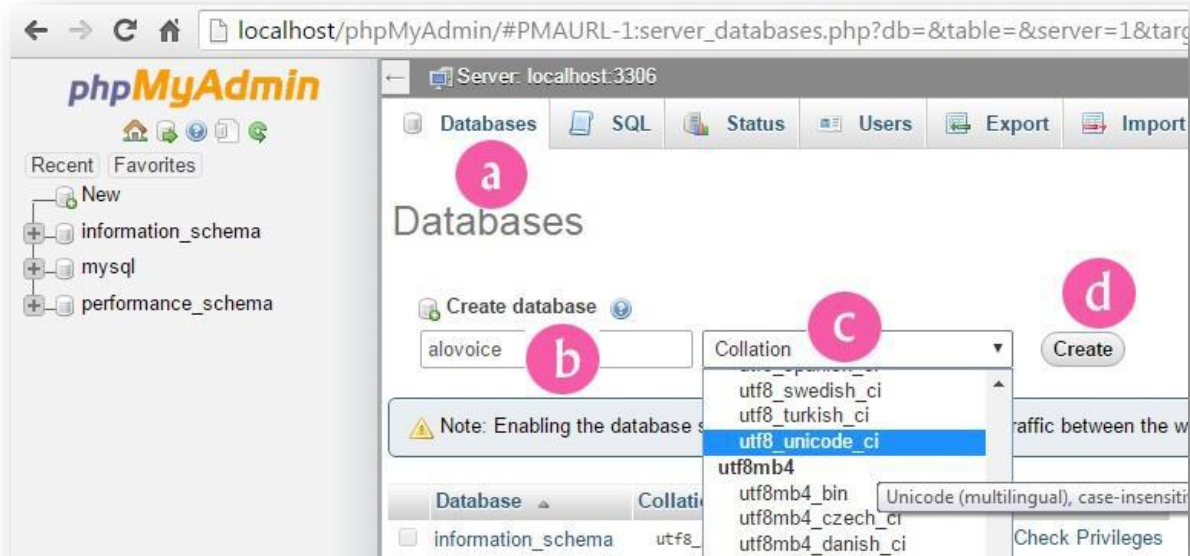 localhost/phpMyAdmin/#PMAURL-1:server_databases.php?db=&table=&server=1&targ
phpMyAdmin
Recent Favorites
New
information_schema
mysql
performance_schema
Server: localhost:3306
Databases SQL Status Users Export Import
a
Databases
Create database
alovoice
b
Collation
c
Create
d
utf8_spanish_ci
utf8_swedish_ci
utf8_turkish_ci
utf8_unicode_ci
utf8mb4
utf8mb4_bin
utf8mb4_czech_ci
utf8mb4_danish_ci
Unicode (multilingual), case-insensiti
Note: Enabling the database s
raffic between the w
Database Collati
information_schema utf8_ Check Privileges